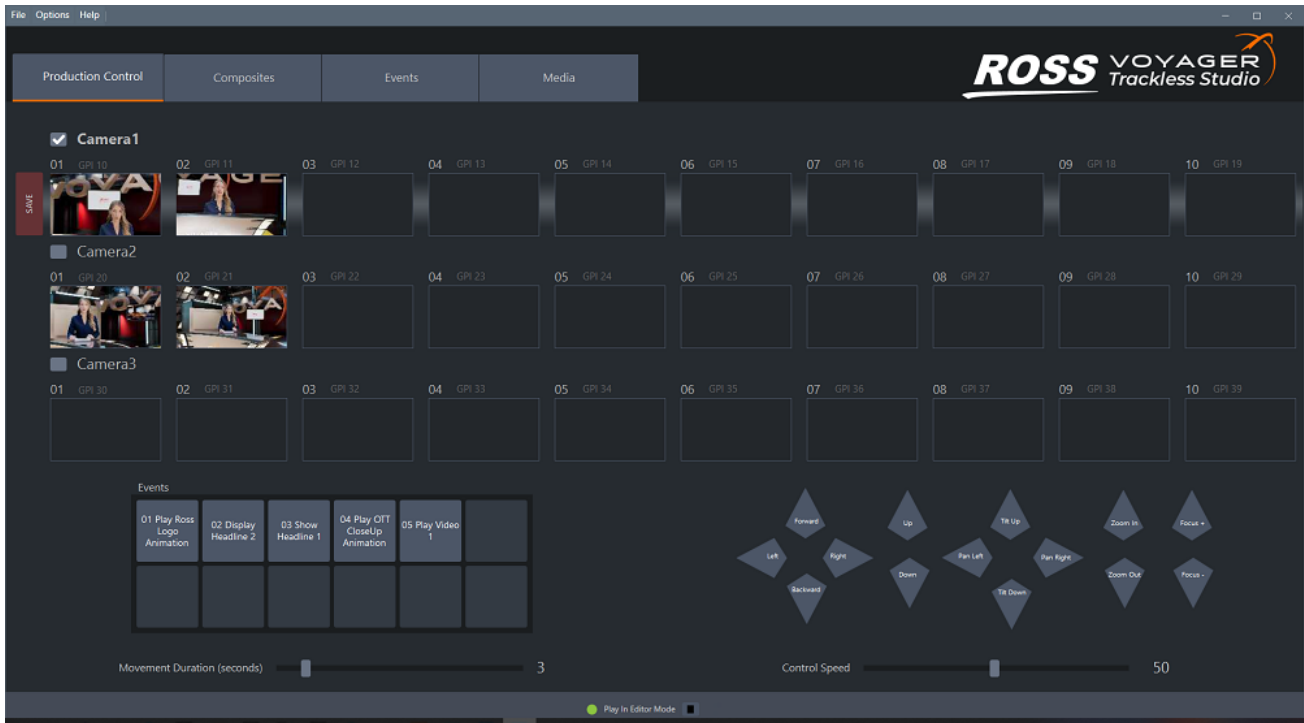 File Options Help
Production Control Composites Events Media
ROSS VOYAGER
Trackless Studio
Camera1
01 GPI 10 02 GPI 11 03 GPI 12 04 GPI 13 05 GPI 14 06 GPI 15 07 GPI 16 08 GPI 17 09 GPI 18 10 GPI 19
SAVE
Camera2
01 GPI 20 02 GPI 21 03 GPI 22 04 GPI 23 05 GPI 24 06 GPI 25 07 GPI 26 08 GPI 27 09 GPI 28 10 GPI 29
Camera3
01 GPI 30 02 GPI 31 03 GPI 32 04 GPI 33 05 GPI 34 06 GPI 35 07 GPI 36 08 GPI 37 09 GPI 38 10 GPI 39
Events
01 Play Ross
Logo
Animation
02 Display
Headline 2
03 Show
Headline 1
04 Play OTT
CloseUp
Animation
05 Play Video
1
Forward
Left
Right
Backward
Up
Down
Tilt Up
Pan Left
Pan Right
Tilt Down
Zoom In
Zoom Out
Focus +
Focus -
Movement Duration (seconds) 3
Control Speed 50
Play In Editor Mode